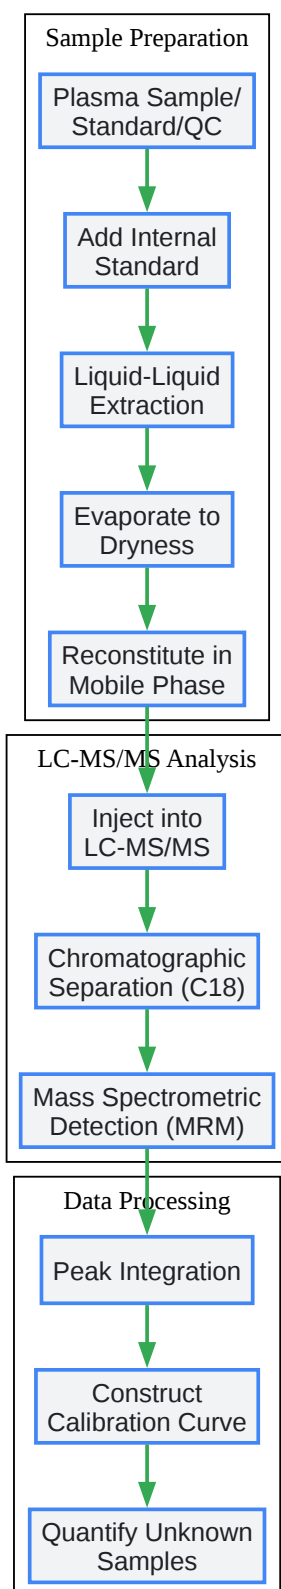 Sample Preparation
Plasma Sample/
Standard/QC
Add Internal
Standard
Liquid-Liquid
Extraction
Evaporate to
Dryness
Reconstitute in
Mobile Phase
LC-MS/MS Analysis
Inject into
LC-MS/MS
Chromatographic
Separation (C18)
Mass Spectrometric
Detection (MRM)
Data Processing
Peak Integration
Construct
Calibration Curve
Quantify Unknown
Samples